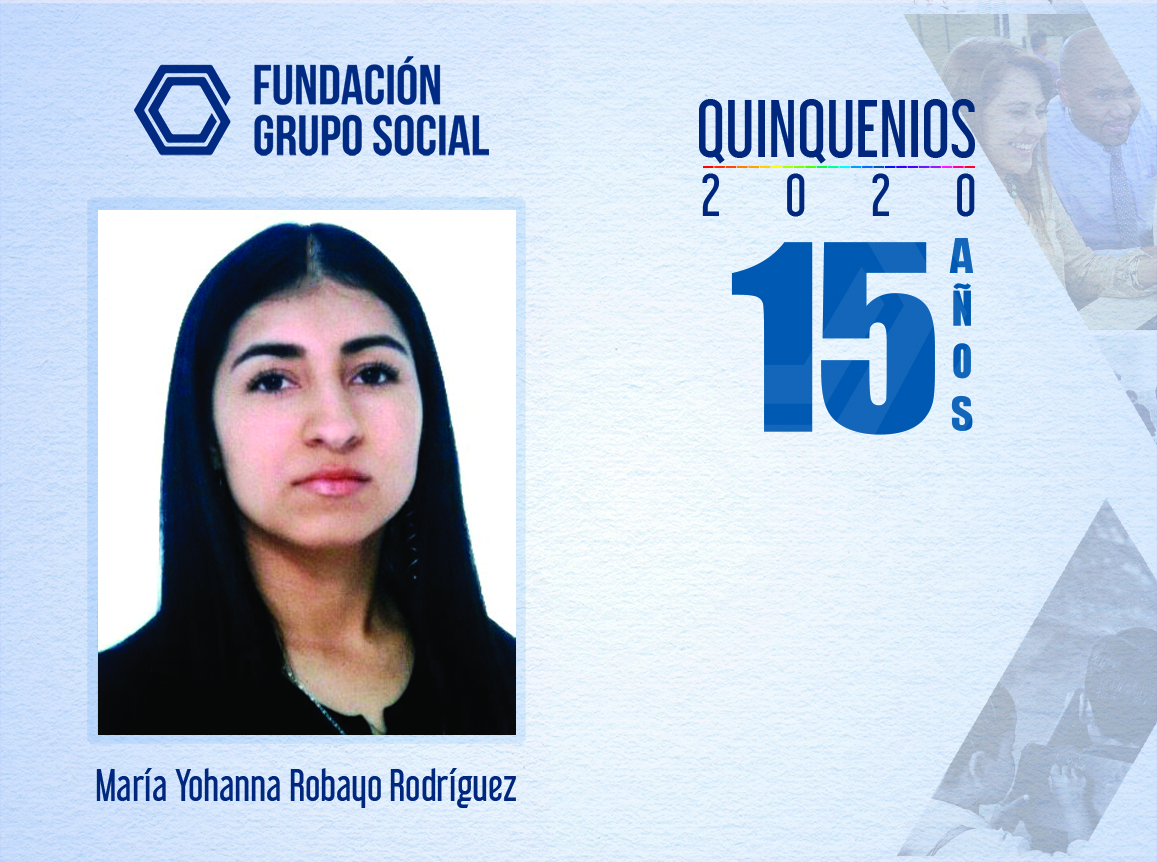 FUNDACIÓN
GRUPO SOCIAL
QUINQUENIOS
2020
15
AÑOS
María Yohanna Robayo Rodríguez